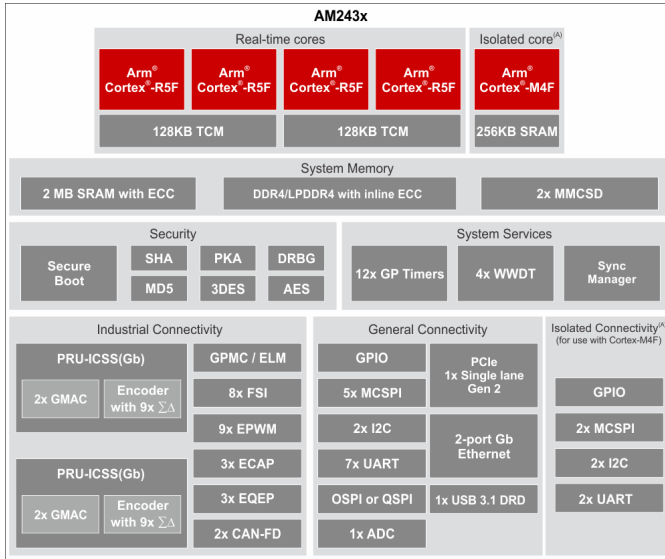 AM243x
Real-time cores
Isolated core(A)
Arm®
Cortex®-R5F
Arm®
Cortex®-R5F
Arm®
Cortex®-R5F
Arm®
Cortex®-R5F
Arm®
Cortex®-M4F
128KB TCM
128KB TCM
256KB SRAM
System Memory
2 MB SRAM with ECC
DDR4/LPDDR4 with inline ECC
2x MMCSD
Security
Secure
Boot
SHA
PKA
DRBG
MD5
3DES
AES
System Services
12x GP Timers
4x WWDT
Sync
Manager
Industrial Connectivity
PRU-ICSS(Gb)
2x GMAC
Encoder
with 9x ∑∆
PRU-ICSS(Gb)
2x GMAC
Encoder
with 9x ∑∆
GPMC / ELM
8x FSI
9x EPWM
3x ECAP
3x EQEP
2x CAN-FD
General Connectivity
GPIO
5x MCSPI
2x I2C
7x UART
OSPI or QSPI
1x ADC
PCIe
1x Single lane
Gen 2
2-port Gb
Ethernet
1x USB 3.1 DRD
Isolated Connectivity(A)
(for use with Cortex-M4F)
GPIO
2x MCSPI
2x I2C
2x UART